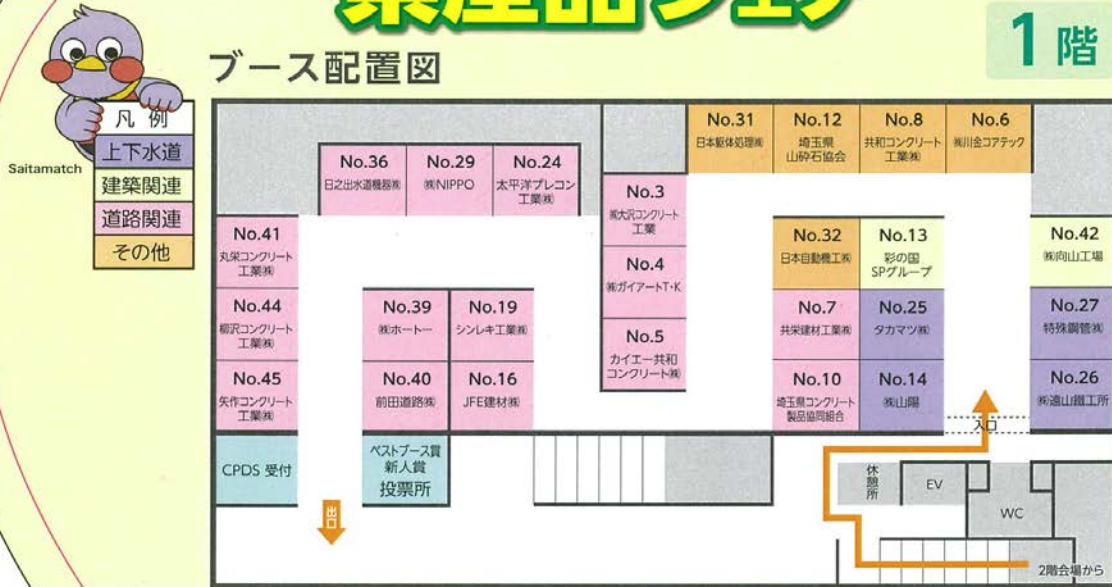 県産品フェア
1階
ブース配置図
Saitamatch
凡例
上下水道
建築関連
道路関連
その他
No.36
日之出水道機器㈱
No.29
㈱NIPPO
No.24
太平洋プレコン
工業㈱
No.31
日本躯体処理㈱
No.12
埼玉県
山砕石協会
No.8
共和コンクリート
工業㈱
No.6
㈱川金コアテック
No.3
㈱大沢コンクリート
工業
No.4
㈱ガイアートT・K
No.5
カイエー共和
コンクリート㈱
No.41
丸栄コンクリート
工業㈱
No.44
柳沢コンクリート
工業㈱
No.45
矢作コンクリート
工業㈱
No.39
㈱ホートー
No.19
シンレキ工業㈱
No.40
前田道路㈱
No.16
JFE建材㈱
No.32
日本自動機工㈱
No.13
彩の国
SPグループ
No.7
共栄建材工業㈱
No.25
タカマツ㈱
No.10
埼玉県コンクリート
製品協同組合
No.14
㈱山陽
No.42
㈱向山工場
No.27
特殊鋼管㈱
No.26
㈱遠山鐵工所
入口
CPDS 受付
ベストブース賞
新人賞
投票所
出口
休憩所
EV
WC
2階会場から